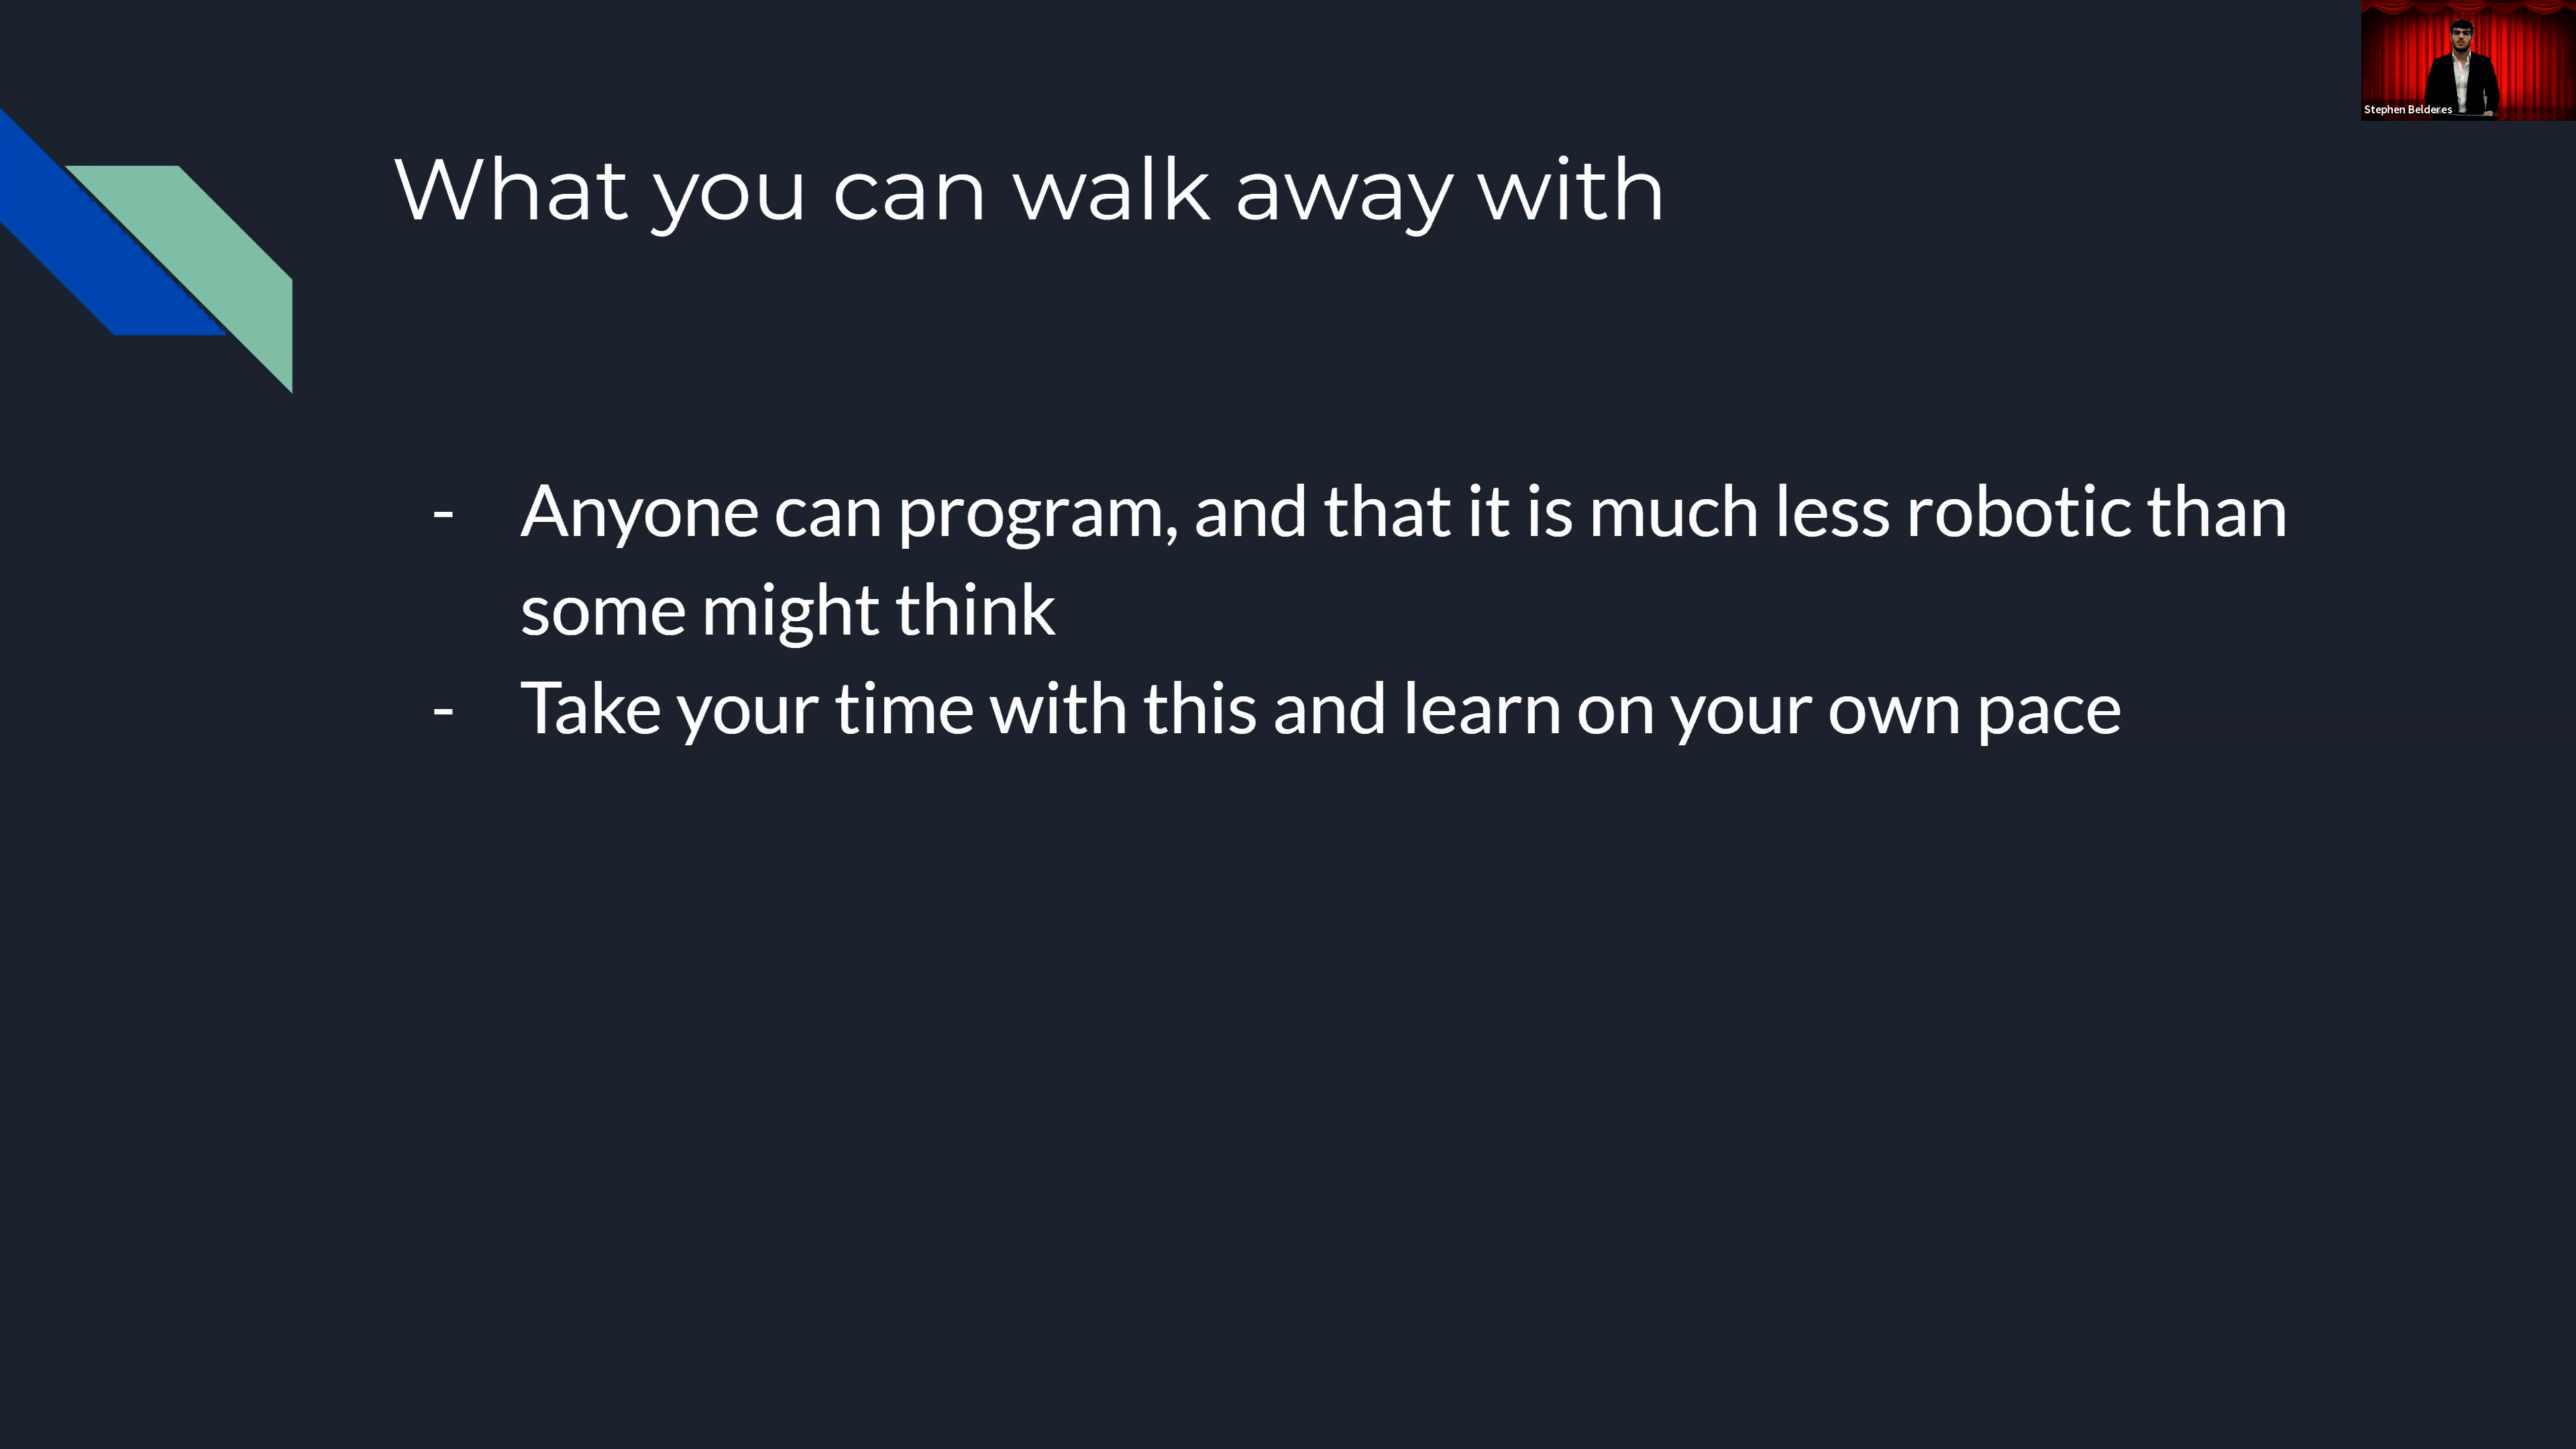 Stephen Belderes
What you can walk away with
- Anyone can program, and that it is much less robotic than
some might think
- Take your time with this and learn on your own pace